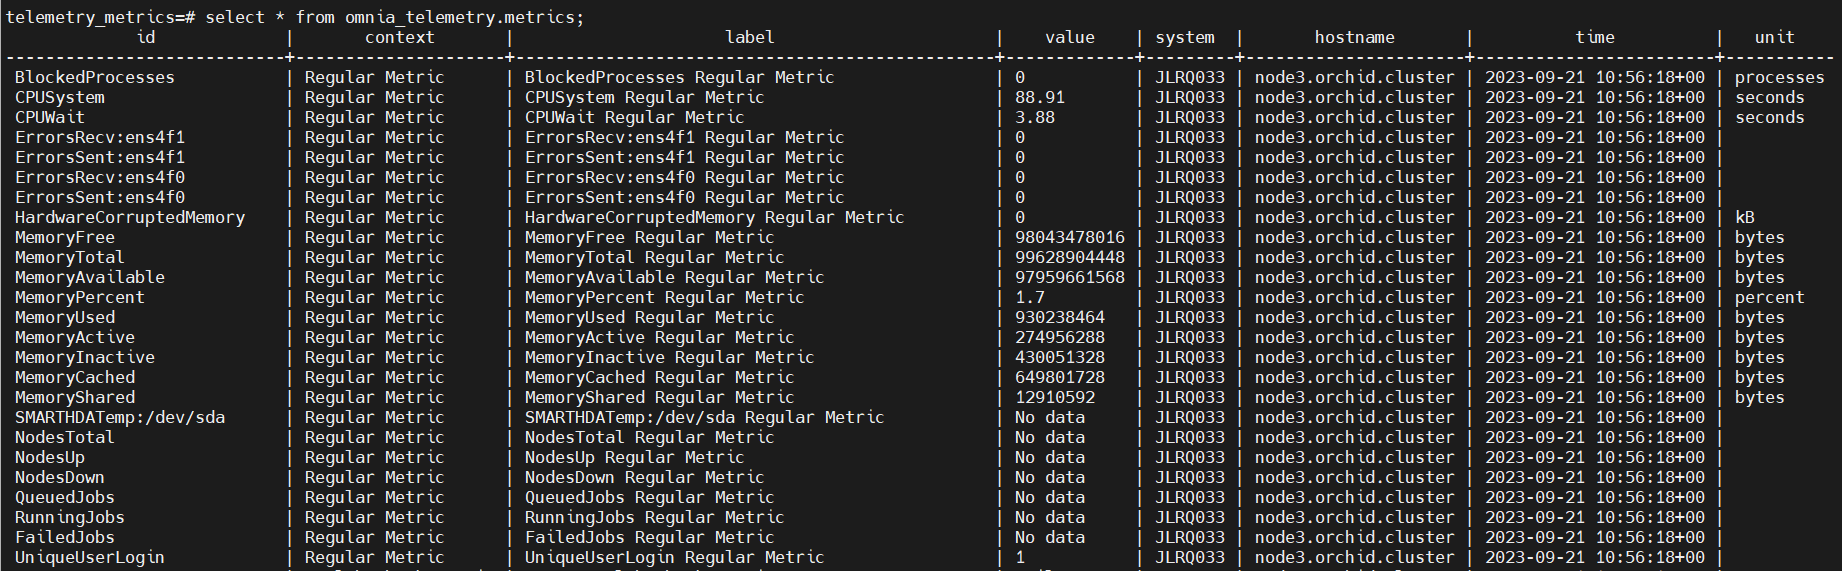 telemetry_metrics=# select * from omnia_telemetry.metrics;
id | context | label | value | system | hostname | time | unit
----------------------------+---------------------+------------------------------------------------+-------------+---------+----------------------+------------------------+-----------
BlockedProcesses | Regular Metric | BlockedProcesses Regular Metric | 0 | JLRQ033 | node3.orchid.cluster | 2023-09-21 10:56:18+00 | processes
CPUSystem | Regular Metric | CPUSystem Regular Metric | 88.91 | JLRQ033 | node3.orchid.cluster | 2023-09-21 10:56:18+00 | seconds
CPUWait | Regular Metric | CPUWait Regular Metric | 3.88 | JLRQ033 | node3.orchid.cluster | 2023-09-21 10:56:18+00 | seconds
ErrorsRecv:ens4f1 | Regular Metric | ErrorsRecv:ens4f1 Regular Metric | 0 | JLRQ033 | node3.orchid.cluster | 2023-09-21 10:56:18+00 |
ErrorsSent:ens4f1 | Regular Metric | ErrorsSent:ens4f1 Regular Metric | 0 | JLRQ033 | node3.orchid.cluster | 2023-09-21 10:56:18+00 |
ErrorsRecv:ens4f0 | Regular Metric | ErrorsRecv:ens4f0 Regular Metric | 0 | JLRQ033 | node3.orchid.cluster | 2023-09-21 10:56:18+00 |
ErrorsSent:ens4f0 | Regular Metric | ErrorsSent:ens4f0 Regular Metric | 0 | JLRQ033 | node3.orchid.cluster | 2023-09-21 10:56:18+00 |
HardwareCorruptedMemory | Regular Metric | HardwareCorruptedMemory Regular Metric | 0 | JLRQ033 | node3.orchid.cluster | 2023-09-21 10:56:18+00 | kB
MemoryFree | Regular Metric | MemoryFree Regular Metric | 98043478016 | JLRQ033 | node3.orchid.cluster | 2023-09-21 10:56:18+00 | bytes
MemoryTotal | Regular Metric | MemoryTotal Regular Metric | 99628904448 | JLRQ033 | node3.orchid.cluster | 2023-09-21 10:56:18+00 | bytes
MemoryAvailable | Regular Metric | MemoryAvailable Regular Metric | 97959661568 | JLRQ033 | node3.orchid.cluster | 2023-09-21 10:56:18+00 | bytes
MemoryPercent | Regular Metric | MemoryPercent Regular Metric | 1.7 | JLRQ033 | node3.orchid.cluster | 2023-09-21 10:56:18+00 | percent
MemoryUsed | Regular Metric | MemoryUsed Regular Metric | 930238464 | JLRQ033 | node3.orchid.cluster | 2023-09-21 10:56:18+00 | bytes
MemoryActive | Regular Metric | MemoryActive Regular Metric | 274956288 | JLRQ033 | node3.orchid.cluster | 2023-09-21 10:56:18+00 | bytes
MemoryInactive | Regular Metric | MemoryInactive Regular Metric | 430051328 | JLRQ033 | node3.orchid.cluster | 2023-09-21 10:56:18+00 | bytes
MemoryCached | Regular Metric | MemoryCached Regular Metric | 649801728 | JLRQ033 | node3.orchid.cluster | 2023-09-21 10:56:18+00 | bytes
MemoryShared | Regular Metric | MemoryShared Regular Metric | 12910592 | JLRQ033 | node3.orchid.cluster | 2023-09-21 10:56:18+00 | bytes
SMARTHDATemp:/dev/sda | Regular Metric | SMARTHDATemp:/dev/sda Regular Metric | No data | JLRQ033 | node3.orchid.cluster | 2023-09-21 10:56:18+00 |
NodesTotal | Regular Metric | NodesTotal Regular Metric | No data | JLRQ033 | node3.orchid.cluster | 2023-09-21 10:56:18+00 |
NodesUp | Regular Metric | NodesUp Regular Metric | No data | JLRQ033 | node3.orchid.cluster | 2023-09-21 10:56:18+00 |
NodesDown | Regular Metric | NodesDown Regular Metric | No data | JLRQ033 | node3.orchid.cluster | 2023-09-21 10:56:18+00 |
QueuedJobs | Regular Metric | QueuedJobs Regular Metric | No data | JLRQ033 | node3.orchid.cluster | 2023-09-21 10:56:18+00 |
RunningJobs | Regular Metric | RunningJobs Regular Metric | No data | JLRQ033 | node3.orchid.cluster | 2023-09-21 10:56:18+00 |
FailedJobs | Regular Metric | FailedJobs Regular Metric | No data | JLRQ033 | node3.orchid.cluster | 2023-09-21 10:56:18+00 |
UniqueUserLogin | Regular Metric | UniqueUserLogin Regular Metric | 1 | JLRQ033 | node3.orchid.cluster | 2023-09-21 10:56:18+00 |